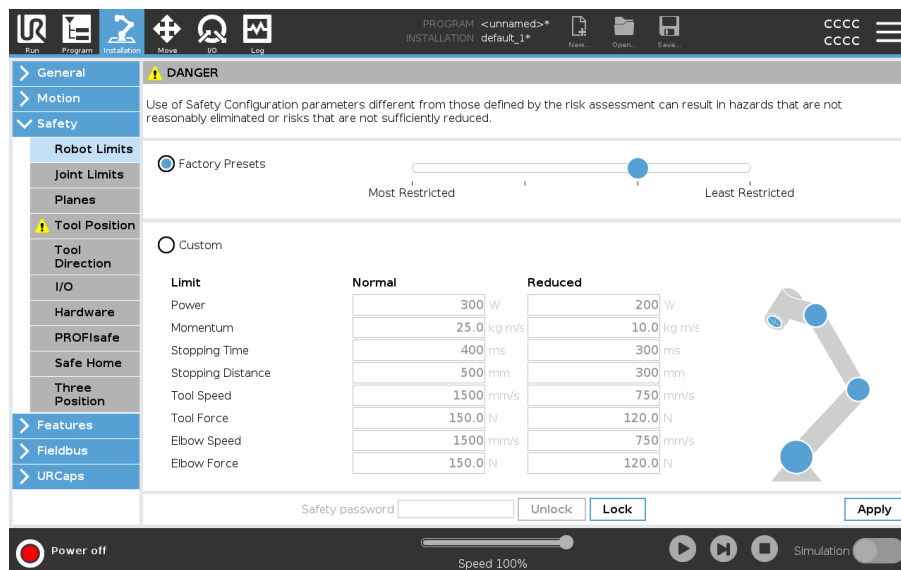 PROGRAM <unnamed>*
INSTALLATION default_1*
CCCC
CCCC
Run Program Installation Move I/O Log New... Open... Save...
General
Motion
Safety
Robot Limits
Joint Limits
Planes
Tool Position
Tool
Direction
I/O
Hardware
PROFIsafe
Safe Home
Three
Position
Features
Fieldbus
URCaps
DANGER
Use of Safety Configuration parameters different from those defined by the risk assessment can result in hazards that are not
reasonably eliminated or risks that are not sufficiently reduced.
Factory Presets
Most Restricted Least Restricted
Custom
Limit Normal Reduced
Power 300 W 200 W
Momentum 25.0 kg m/s 10.0 kg m/s
Stopping Time 400 ms 300 ms
Stopping Distance 500 mm 300 mm
Tool Speed 1500 mm/s 750 mm/s
Tool Force 150.0 N 120.0 N
Elbow Speed 1500 mm/s 750 mm/s
Elbow Force 150.0 N 120.0 N
Safety password Unlock Lock Apply
Power off
Speed 100%
Simulation